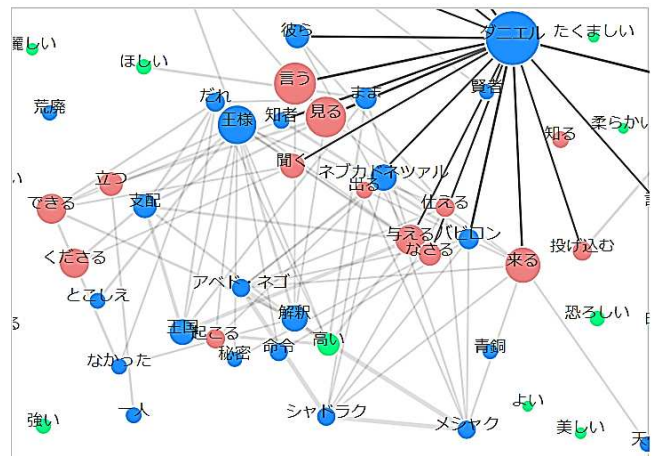 彼ら
ダニエル
たくましい
麗しい
ほしい
言う
まま
賢者
荒廃
だれ
王様
知者
見る
知る
柔らかい
聞く
ネブカドネツァル
い
立つ
出る
できる
支配
仕える
与える
バビロン
なさる
投げ込む
くださる
来る
とこしえ
アベド・ネゴ
る
王国
起こる
解釈
高い
恐ろしい
なかった
秘密
命令
青銅
強い
一人
シャドラク
メシャク
よい
美しい
天